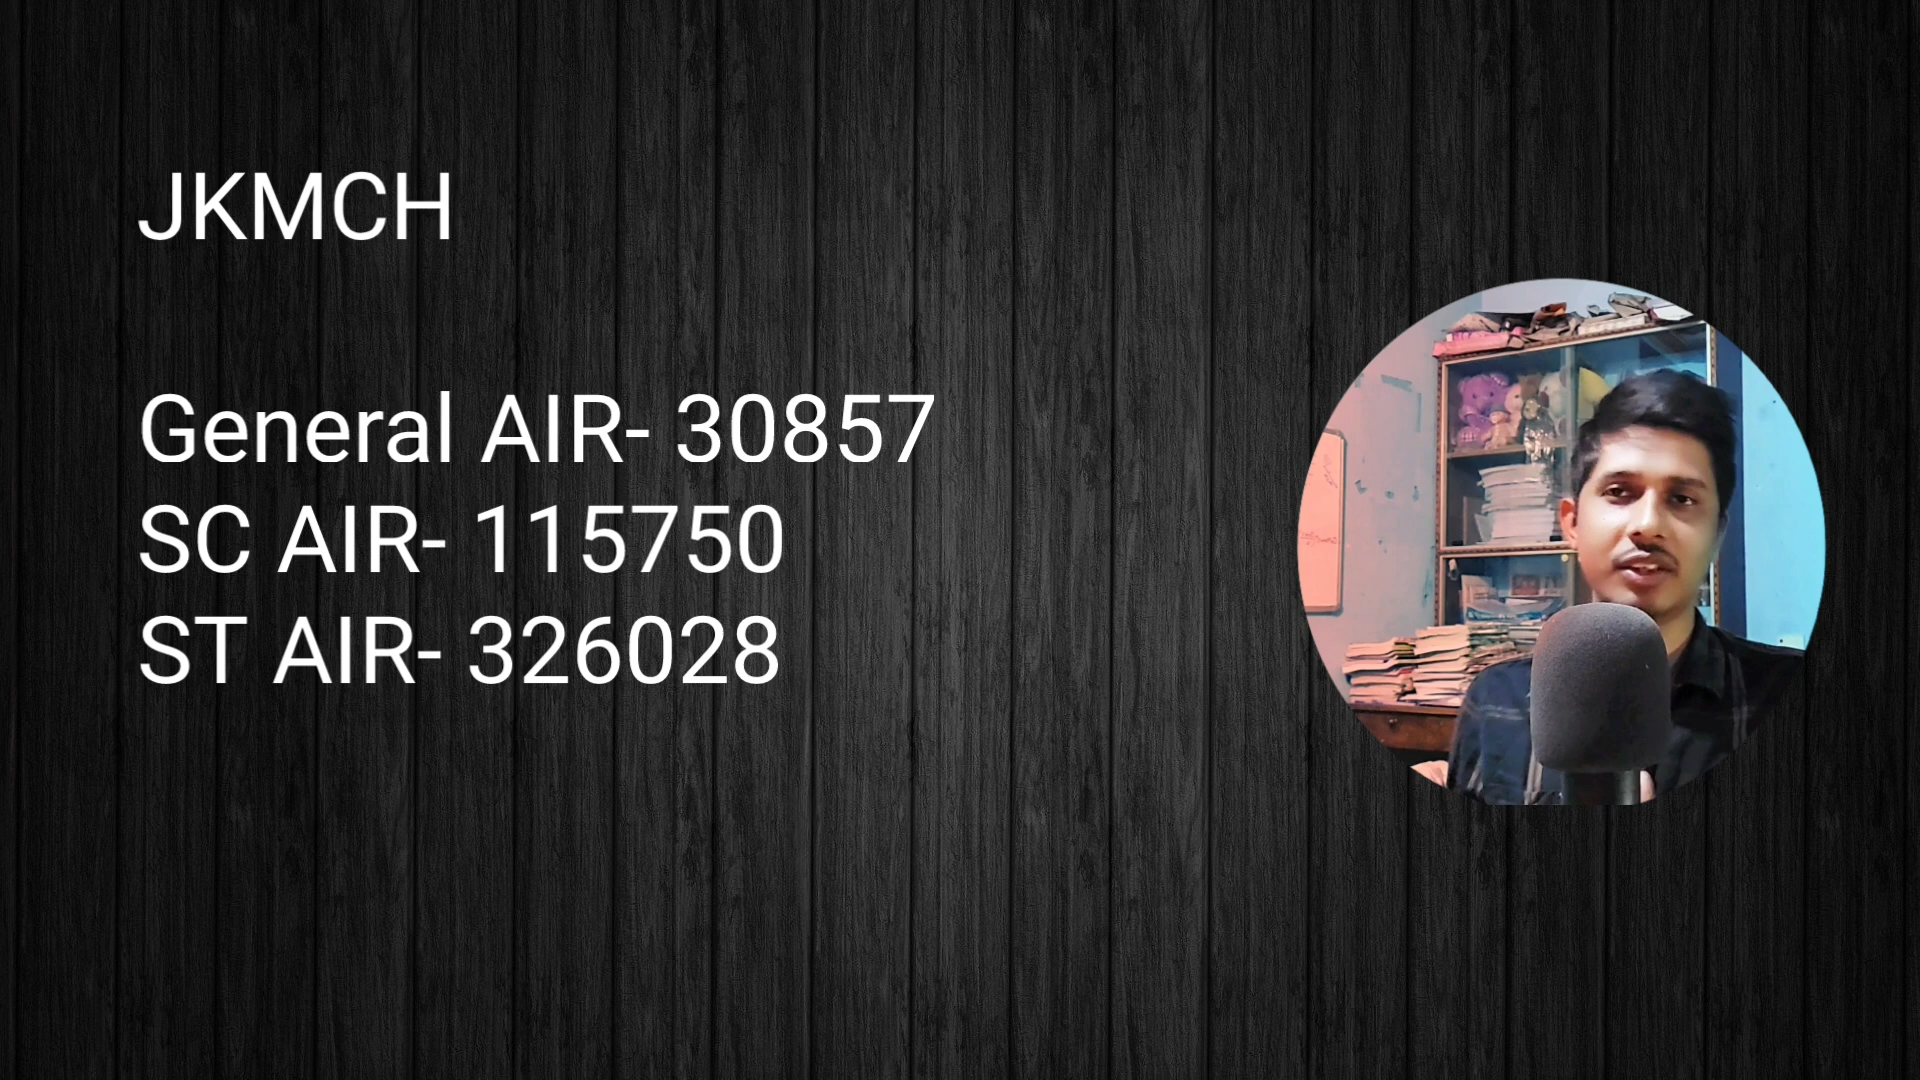 JKMCH
General AIR- 30857
SC AIR- 115750
ST AIR- 326028